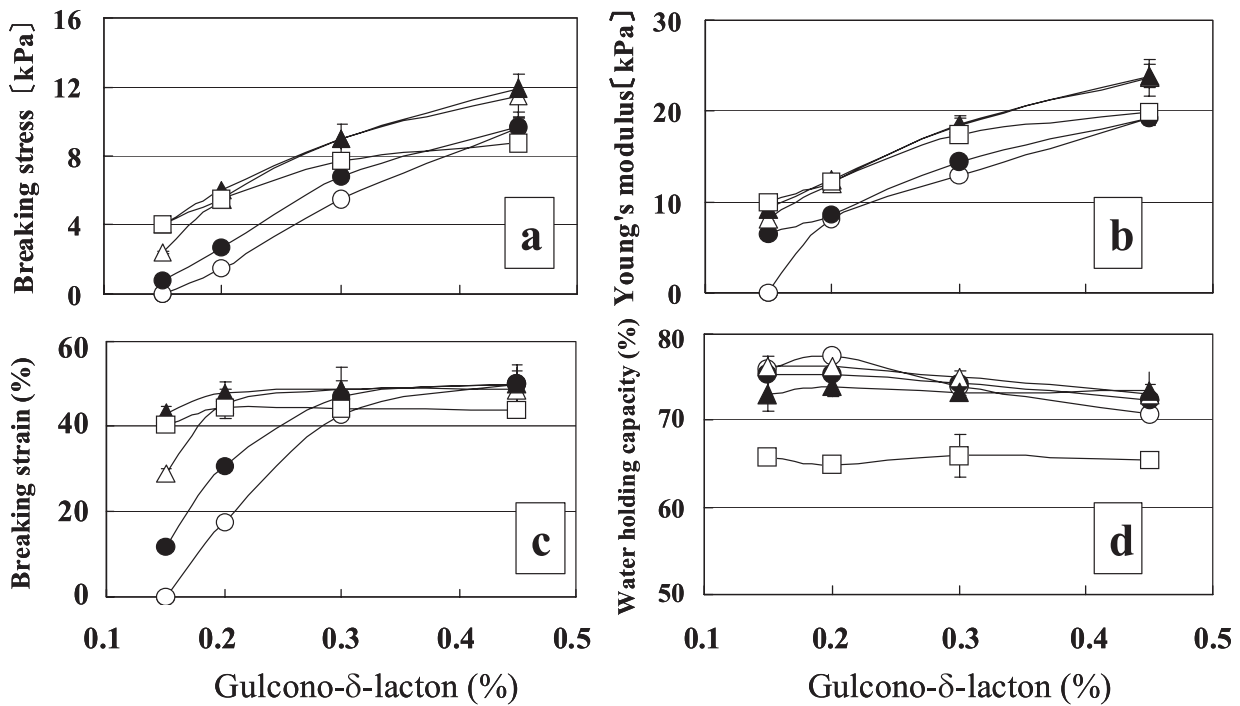 Breaking stress〔kPa〕
16
12
8
4
0
a
Young's modulus〔kPa〕
30
20
10
0
b
Breaking strain (%)
60
40
20
0
c
0.1 0.2 0.3 0.4 0.5
Gulcono-δ-lacton (%)
Water holding capacity (%)
80
70
60
50
d
0.1 0.2 0.3 0.4 0.5
Gulcono-δ-lacton (%)